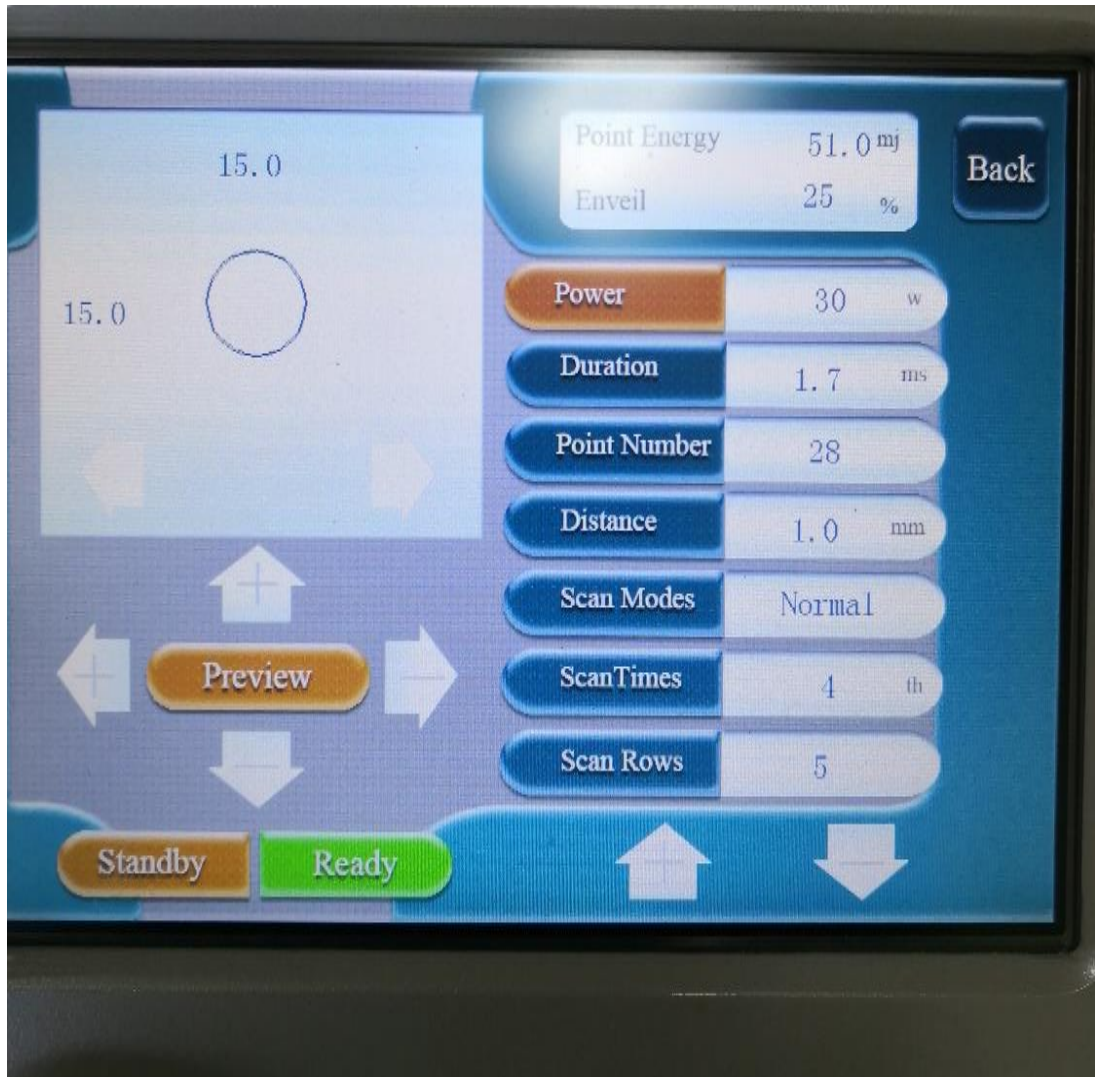 15.0
15.0
Point Energy 51.0 mj
Enveil 25 %
Back
Power 30 w
Duration 1.7 ms
Point Number 28
Distance 1.0 mm
Scan Modes Normal
ScanTimes 4 th
Scan Rows 5
Preview
Standby Ready